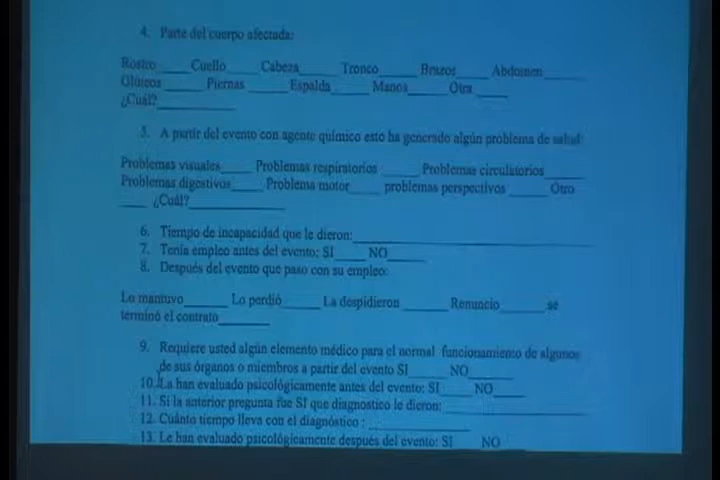 4. Parte del cuerpo afectada:
Rostro____ Cuello____ Cabeza____ Tronco____ Brazos____ Abdomen____
Glúteos____ Piernas____ Espalda____ Manos____ Otra____
¿Cuál?____
5. A partir del evento con agente químico esto ha generado algún problema de salud:
Problemas visuales____ Problemas respiratorios____ Problemas circulatorios____
Problemas digestivos____ Problema motor____ problemas perspectivos____ Otro
____ ¿Cuál?____
6. Tiempo de incapacidad que le dieron:____
7. Tenía empleo antes del evento: SI____ NO____
8. Después del evento que paso con su empleo:
Lo mantuvo____ Lo perdió____ La despidieron____ Renuncio____ se
terminó el contrato____
9. Requiere usted algún elemento médico para el normal funcionamiento de algunos
de sus órganos o miembros a partir del evento SI____ NO____
10. La han evaluado psicológicamente antes del evento: SI____ NO____
11. Si la anterior pregunta fue SI que diagnostico le dieron:____
12. Cuánto tiempo lleva con el diagnóstico :____
13. Le han evaluado psicológicamente después del evento: SI____ NO____